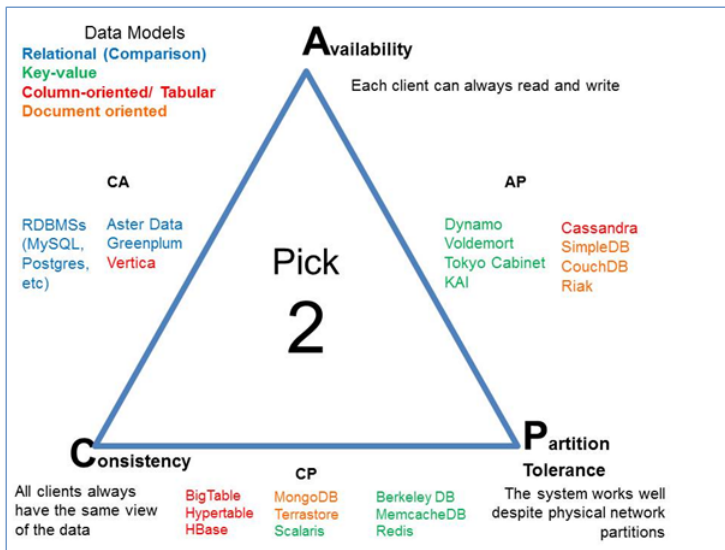 Data Models
Relational (Comparison)
Key-value
Column-oriented/ Tabular
Document oriented
Availability
Each client can always read and write
CA
RDBMSs
(MySQL,
Postgres,
etc)
Aster Data
Greenplum
Vertica
Pick
2
AP
Dynamo
Voldemort
Tokyo Cabinet
KAI
Cassandra
SimpleDB
CouchDB
Riak
Consistency
All clients always
have the same view
of the data
CP
BigTable
Hypertable
HBase
MongoDB
Terrastore
Scalaris
Berkeley DB
MemcacheDB
Redis
Partition
Tolerance
The system works well
despite physical network
partitions